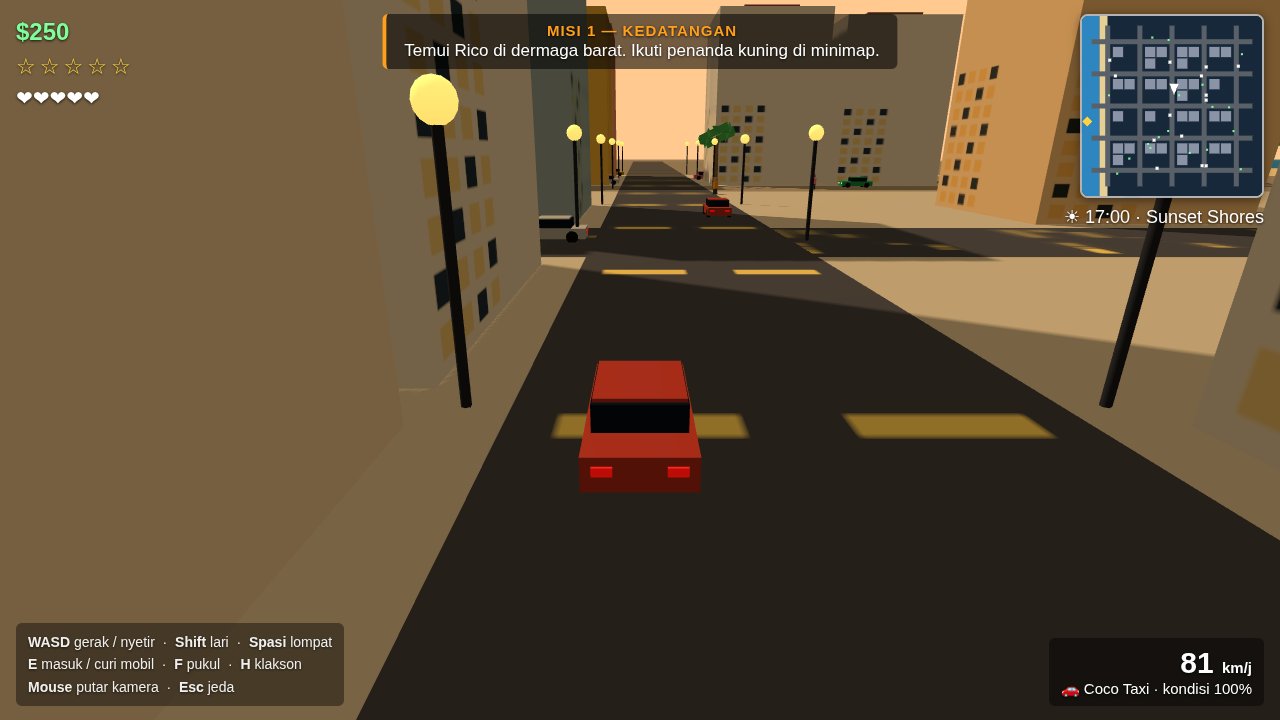 $250
MISI 1 — KEDATANGAN
Temui Rico di dermaga barat. Ikuti penanda kuning di minimap.
☀ 17:00 · Sunset Shores
WASD gerak / nyetir · Shift lari · Spasi lompat
E masuk / curi mobil · F pukul · H klakson
Mouse putar kamera · Esc jeda
81 km/j
🚗 Coco Taxi · kondisi 100%